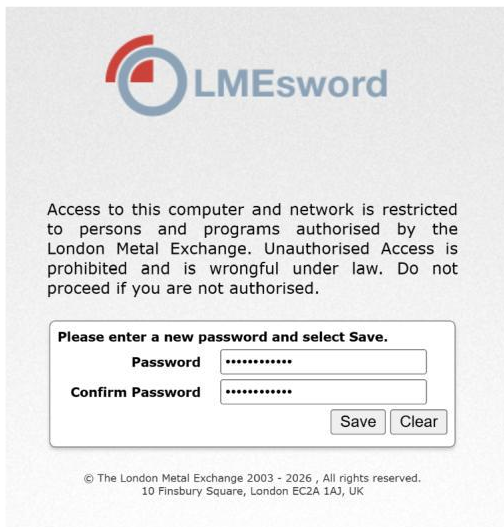 LMEsword
Access to this computer and network is restricted
to persons and programs authorised by the
London Metal Exchange. Unauthorised Access is
prohibited and is wrongful under law. Do not
proceed if you are not authorised.
Please enter a new password and select Save.
Password ••••••••••••
Confirm Password ••••••••••••
Save Clear
© The London Metal Exchange 2003 - 2026 , All rights reserved.
10 Finsbury Square, London EC2A 1AJ, UK